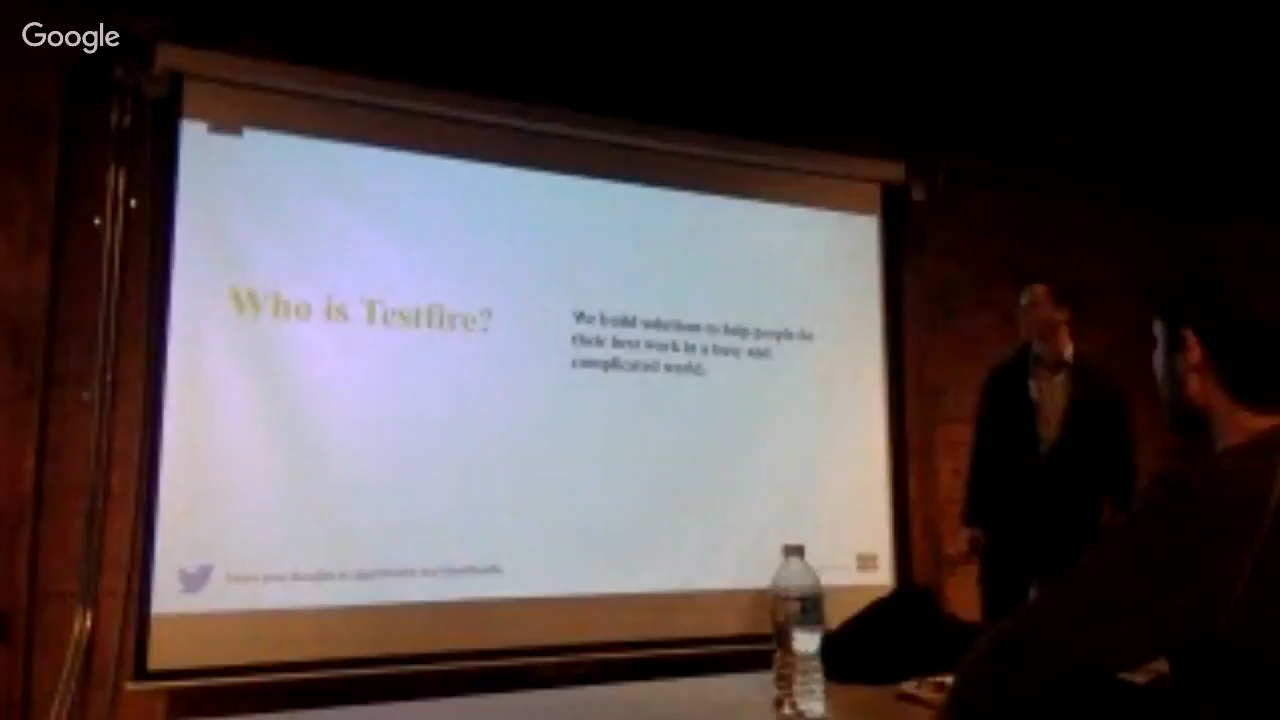 Google
Who is Testfire?
We build solutions to help people do
their best work in a busy and
complicated world.